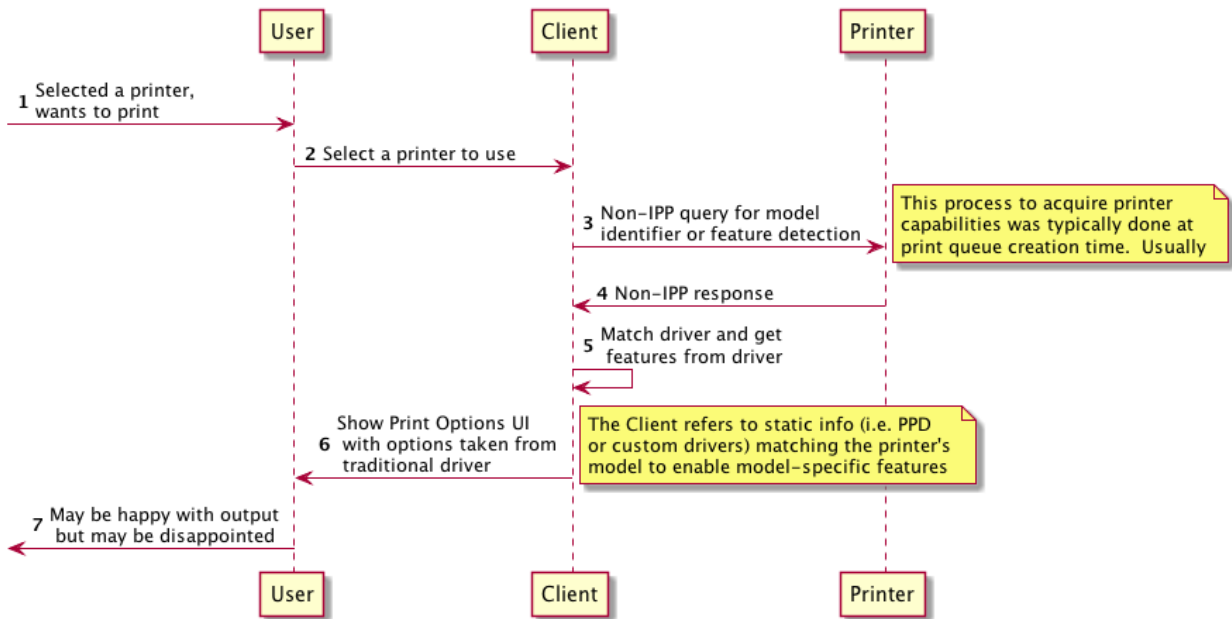 User
Client
Printer
1 Selected a printer,
wants to print
2 Select a printer to use
3 Non-IPP query for model
identifier or feature detection
This process to acquire printer
capabilities was typically done at
print queue creation time. Usually
4 Non-IPP response
5 Match driver and get
features from driver
6 Show Print Options UI
with options taken from
traditional driver
The Client refers to static info (i.e. PPD
or custom drivers) matching the printer's
model to enable model-specific features
7 May be happy with output
but may be disappointed
User
Client
Printer